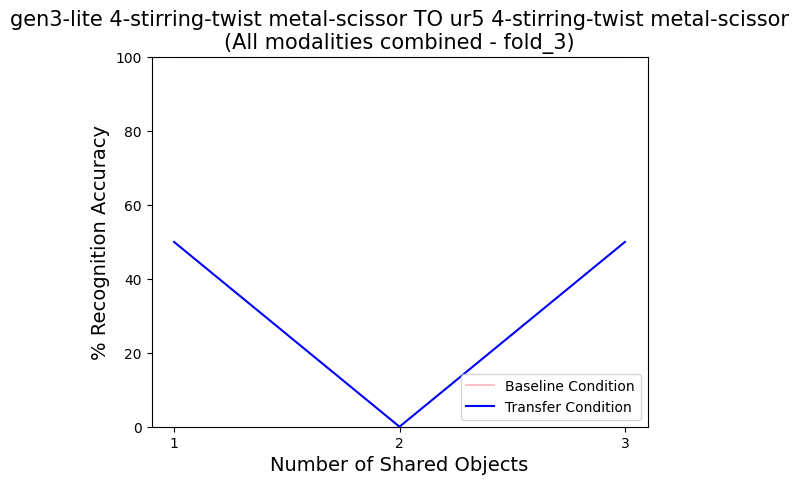 gen3-lite 4-stirring-twist metal-scissor TO ur5 4-stirring-twist metal-scissor
(All modalities combined - fold_3)
100
80
60
40
20
0
% Recognition Accuracy
Baseline Condition
Transfer Condition
1
2
3
Number of Shared Objects